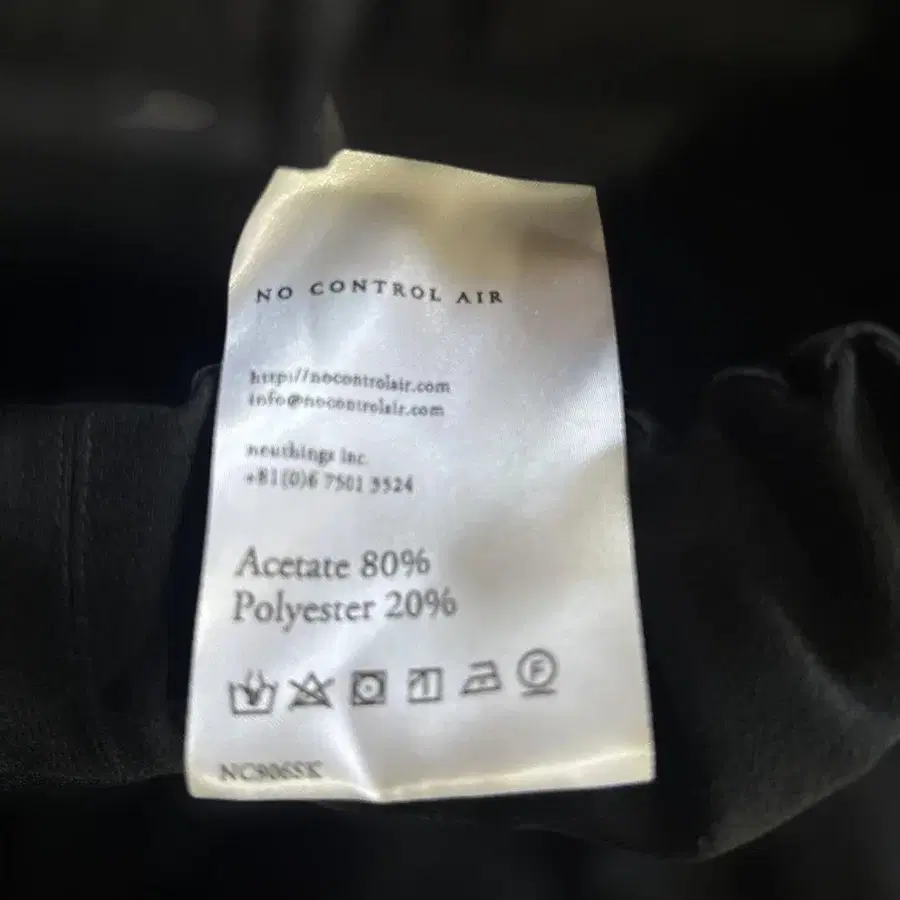 NO CONTROL AIR
http://nocontrolair.com
info@nocontrolair.com
neuthings inc.
+81(0)6 7501 3524
Acetate 80%
Polyester 20%
F